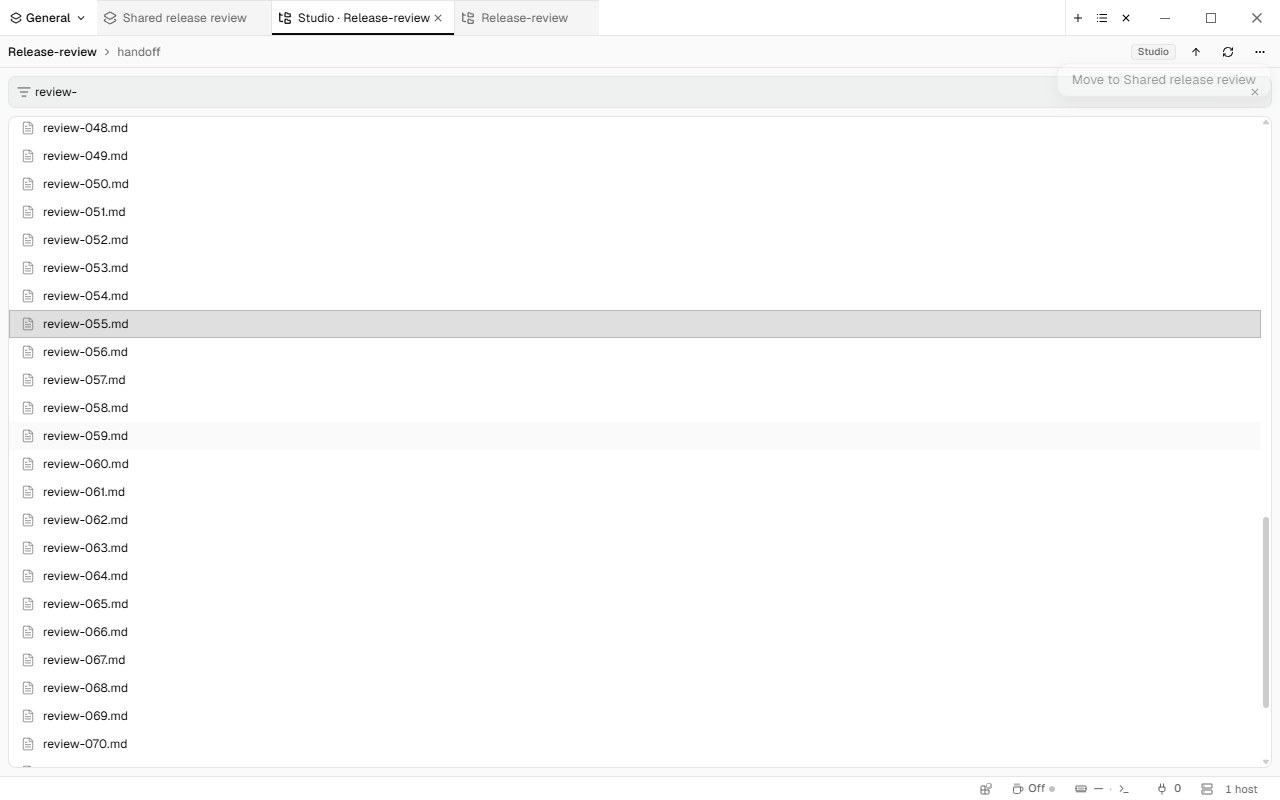 General
Shared release review
Studio · Release-review
Release-review
Release-review > handoff
Studio
Move to Shared release review
review-
review-048.md
review-049.md
review-050.md
review-051.md
review-052.md
review-053.md
review-054.md
review-055.md
review-056.md
review-057.md
review-058.md
review-059.md
review-060.md
review-061.md
review-062.md
review-063.md
review-064.md
review-065.md
review-066.md
review-067.md
review-068.md
review-069.md
review-070.md
Off
— ·
0
1 host